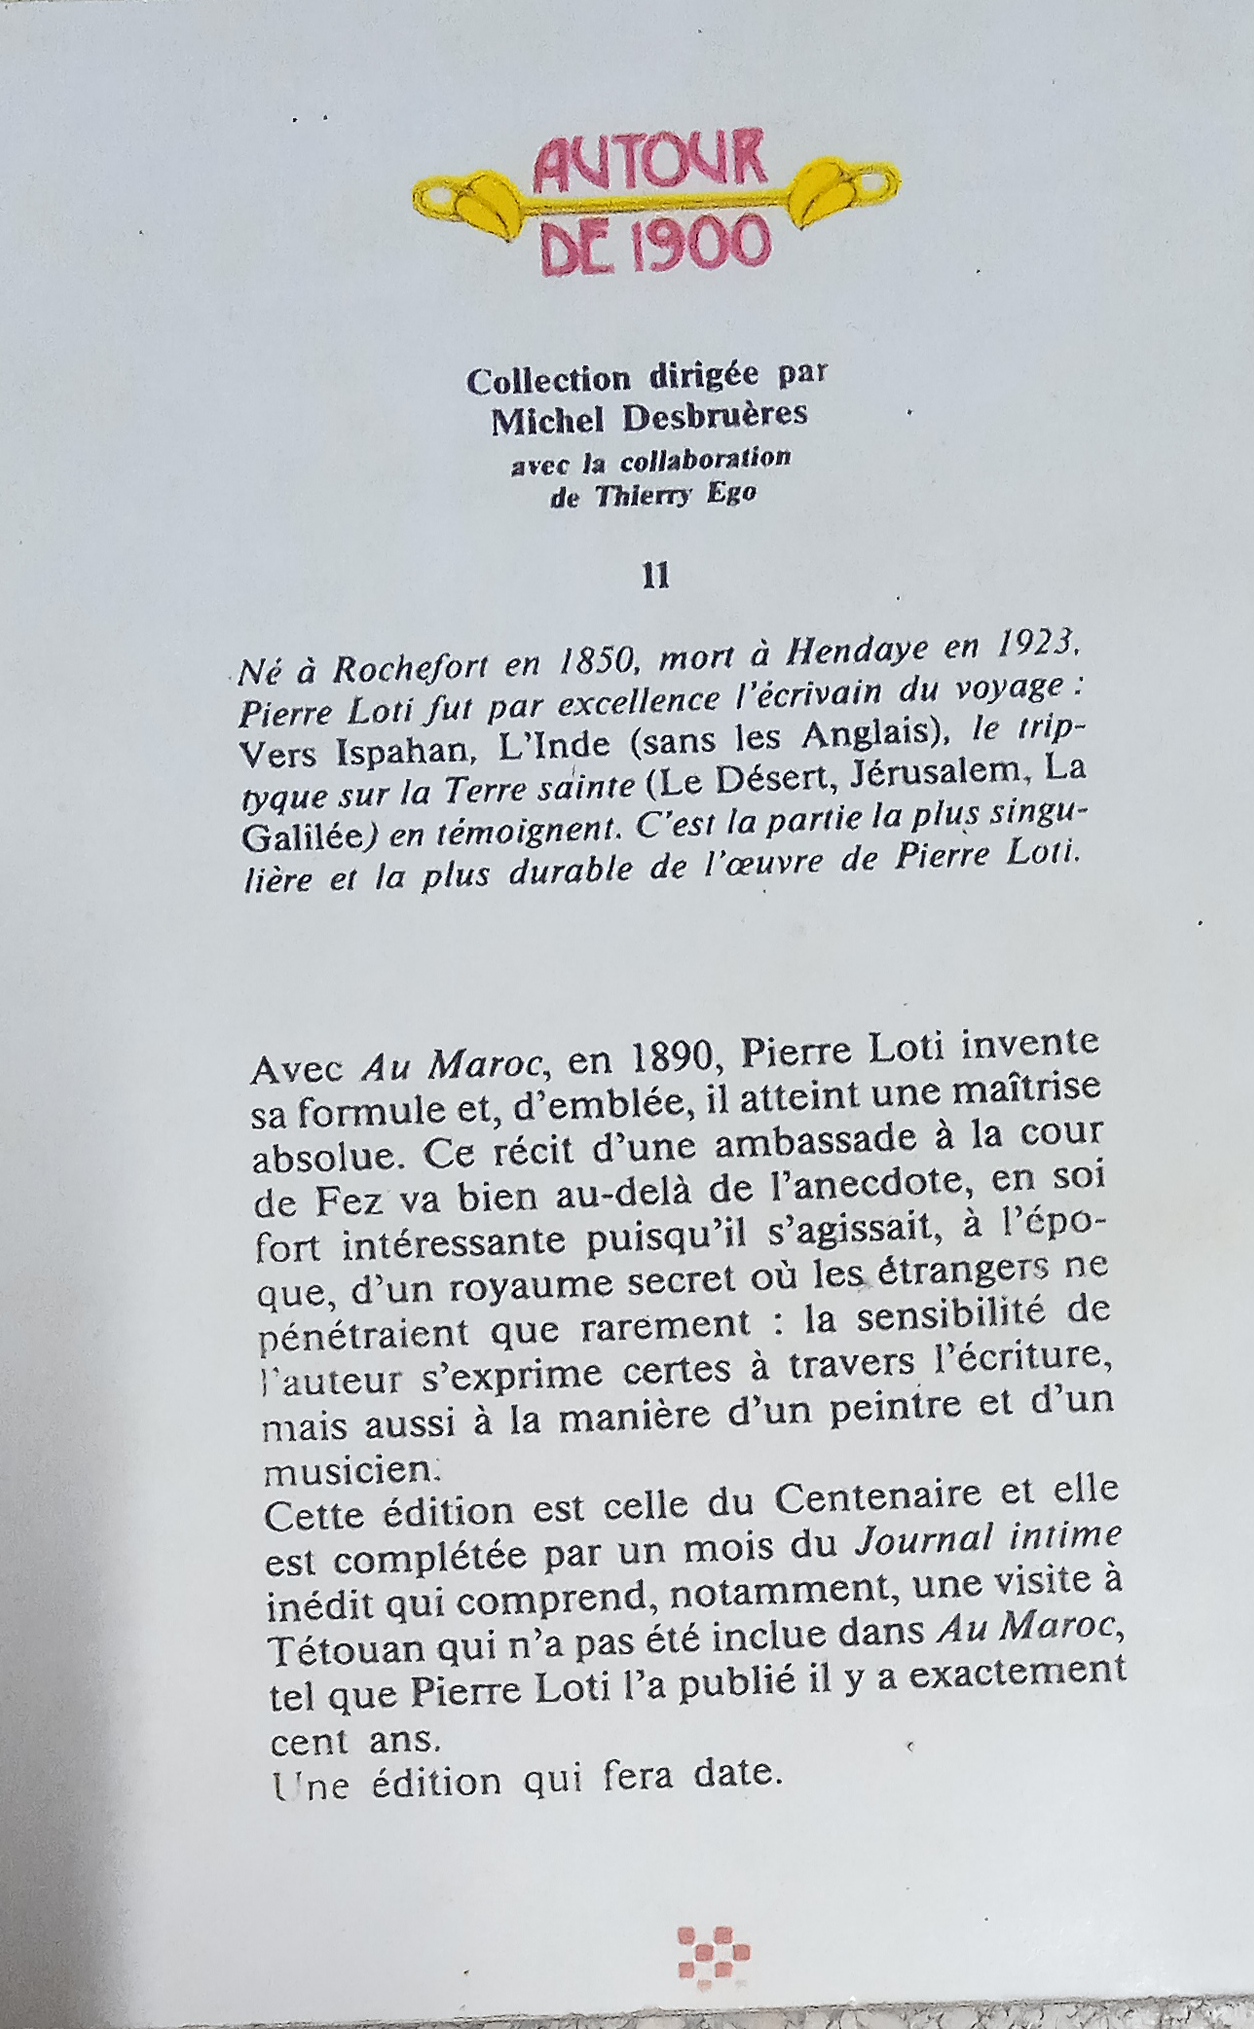 AUTOUR
DE 1900
Collection dirigée par
Michel Desbruères
avec la collaboration
de Thierry Ego
11
Né à Rochefort en 1850, mort à Hendaye en 1923,
Pierre Loti fut par excellence l'écrivain du voyage :
Vers Ispahan, L'Inde (sans les Anglais), le trip-
tyque sur la Terre sainte (Le Désert, Jérusalem, La
Galilée) en témoignent. C'est la partie la plus singu-
lière et la plus durable de l'œuvre de Pierre Loti.
Avec Au Maroc, en 1890, Pierre Loti invente
sa formule et, d'emblée, il atteint une maîtrise
absolue. Ce récit d'une ambassade à la cour
de Fez va bien au-delà de l'anecdote, en soi
fort intéressante puisqu'il s'agissait, à l'épo-
que, d'un royaume secret où les étrangers ne
pénétraient que rarement : la sensibilité de
l'auteur s'exprime certes à travers l'écriture,
mais aussi à la manière d'un peintre et d'un
musicien.
Cette édition est celle du Centenaire et elle
est complétée par un mois du Journal intime
inédit qui comprend, notamment, une visite à
Tétouan qui n'a pas été inclue dans Au Maroc,
tel que Pierre Loti l'a publié il y a exactement
cent ans.
Une édition qui fera date.